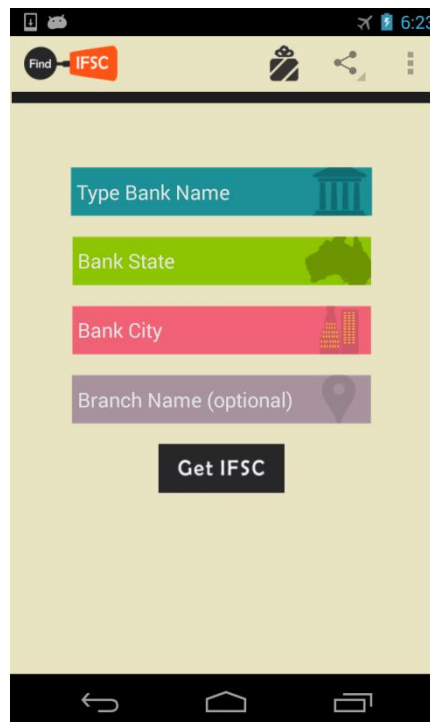 6:23
Find IFSC
Type Bank Name
Bank State
Bank City
Branch Name (optional)
Get IFSC